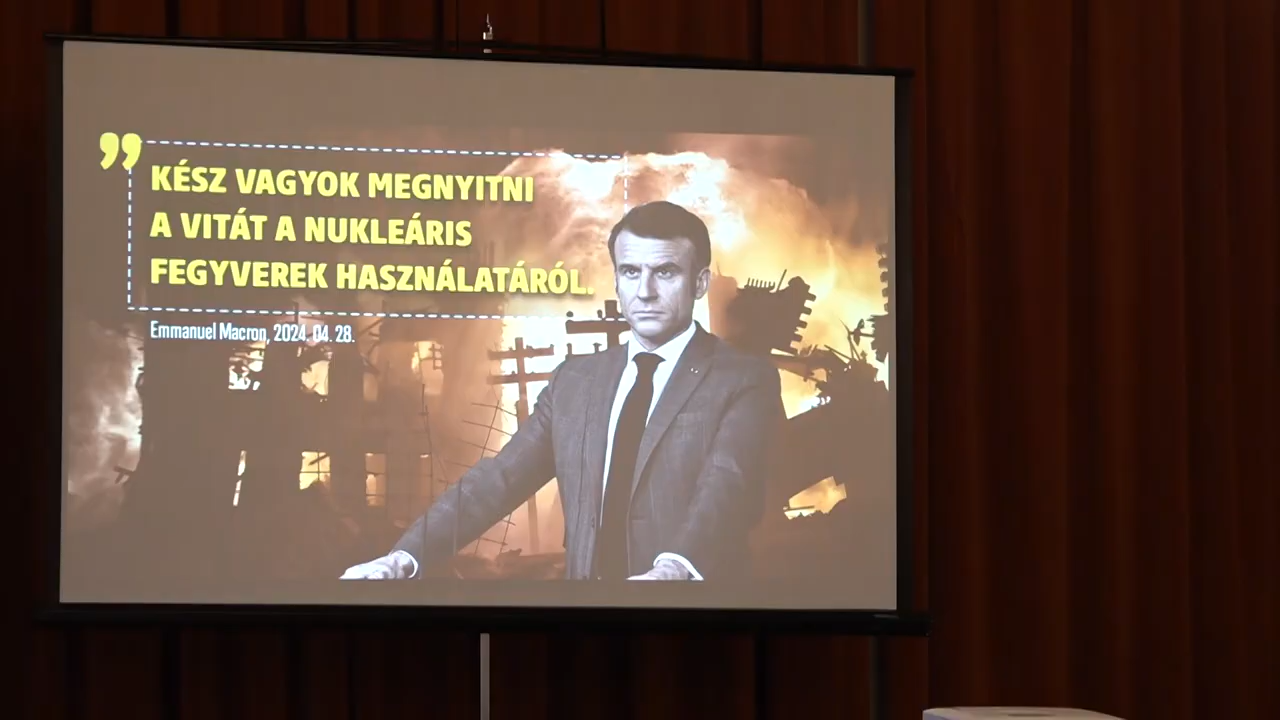 ”
KÉSZ VAGYOK MEGNYITNI
A VITÁT A NUKLEÁRIS
FEGYVEREK HASZNÁLATÁRÓL.
Emmanuel Macron, 2024. 04. 28.